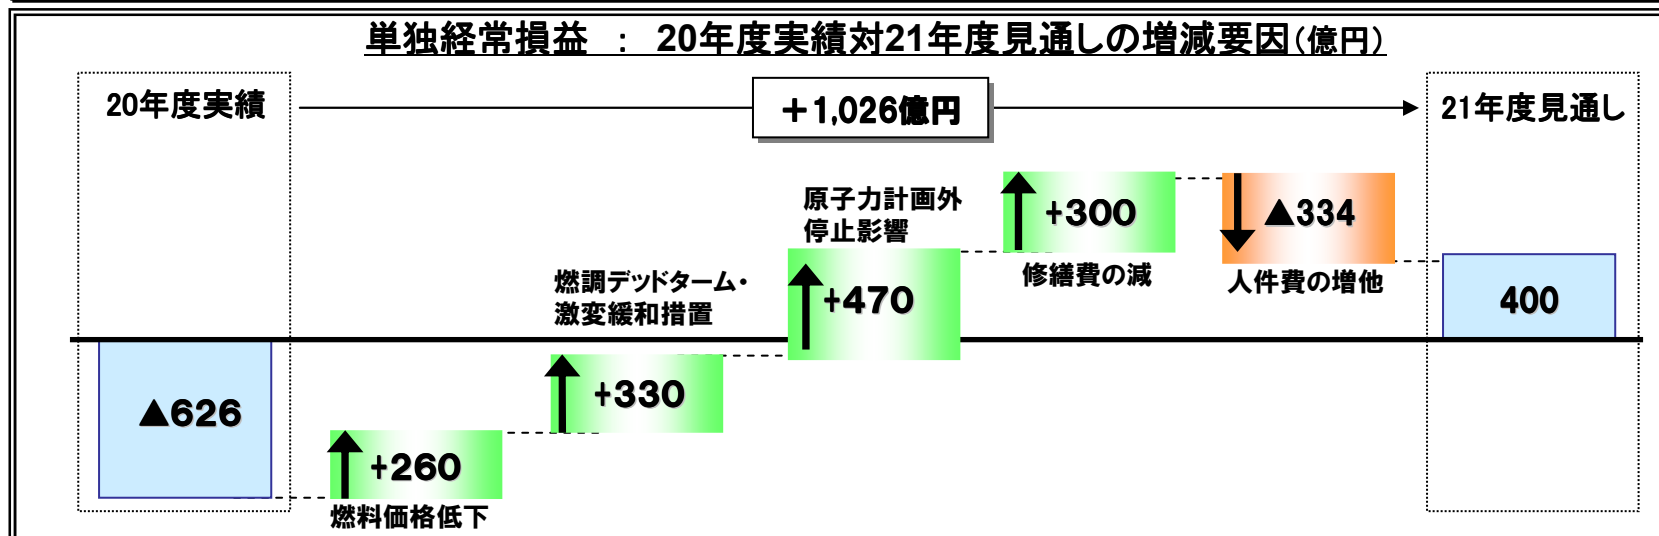 単独経常損益 ： 20年度実績対21年度見通しの増減要因(億円)
20年度実績
＋1,026億円
21年度見通し
▲626
+260
燃料価格低下
燃調デッドターム・
激変緩和措置
+330
原子力計画外
停止影響
+470
+300
修繕費の減
▲334
人件費の増他
400